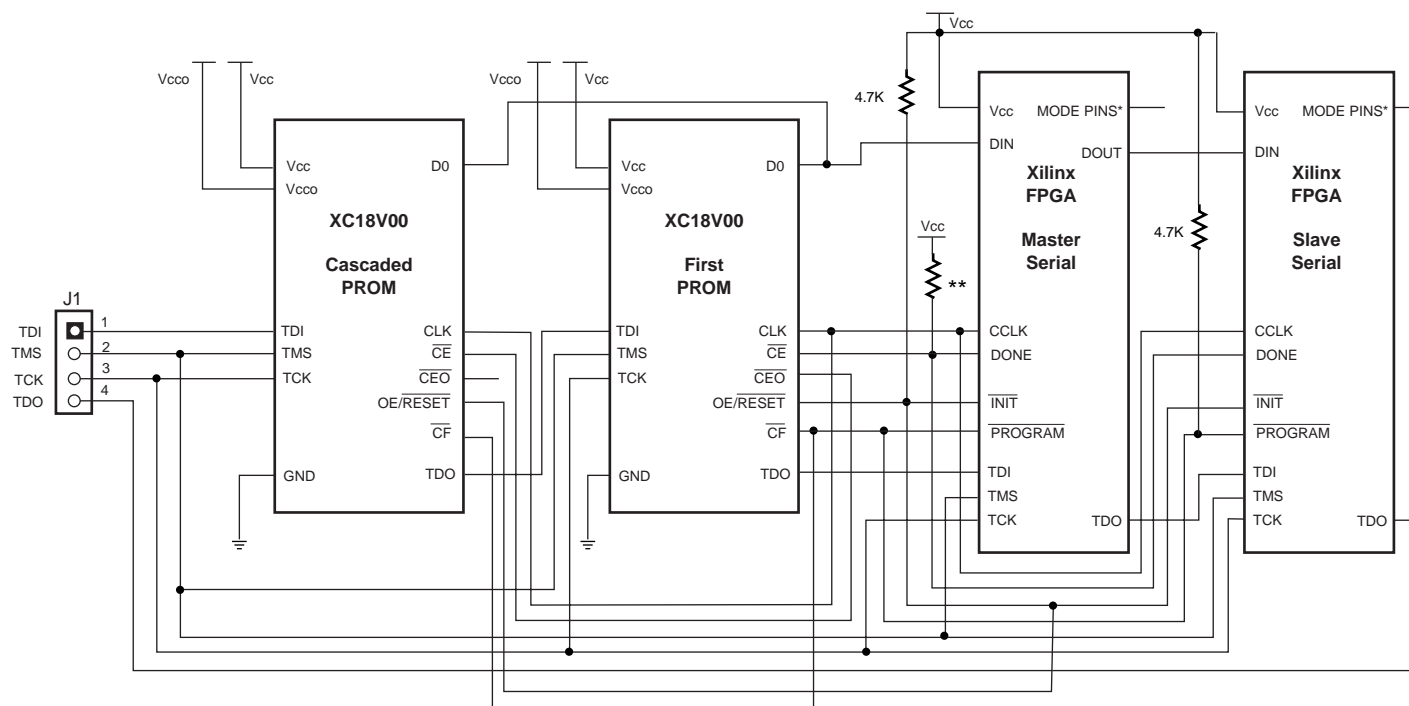 Vcc
Vcco
Vcc
Vcco
Vcc
4.7K
Vcc
MODE PINS*
Vcc
MODE PINS*
DIN
DOUT
DIN
Vcc
Vcco
D0
Vcc
Vcco
D0
Xilinx
FPGA
Xilinx
FPGA
XC18V00
XC18V00
Vcc
4.7K
Master
Serial
Slave
Serial
Cascaded
PROM
First
PROM
**
J1
TDI
1
TDI
CLK
TDI
CLK
CCLK
CCLK
TMS
2
TMS
CE
TMS
CE
DONE
DONE
TCK
3
TCK
CEO
TCK
CEO
TDO
4
OE/RESET
OE/RESET
INIT
INIT
CF
CF
PROGRAM
PROGRAM
GND
TDO
GND
TDO
TDI
TDI
TMS
TMS
TCK
TDO
TCK
TDO